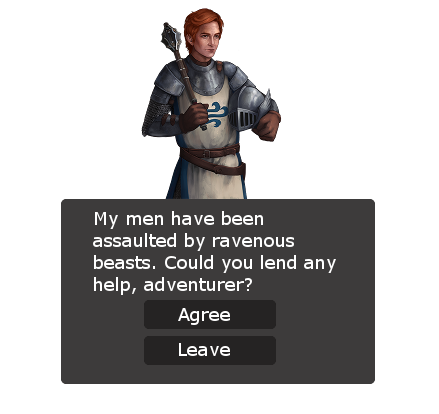 My men have been
assaulted by ravenous
beasts. Could you lend any
help, adventurer?
Agree
Leave